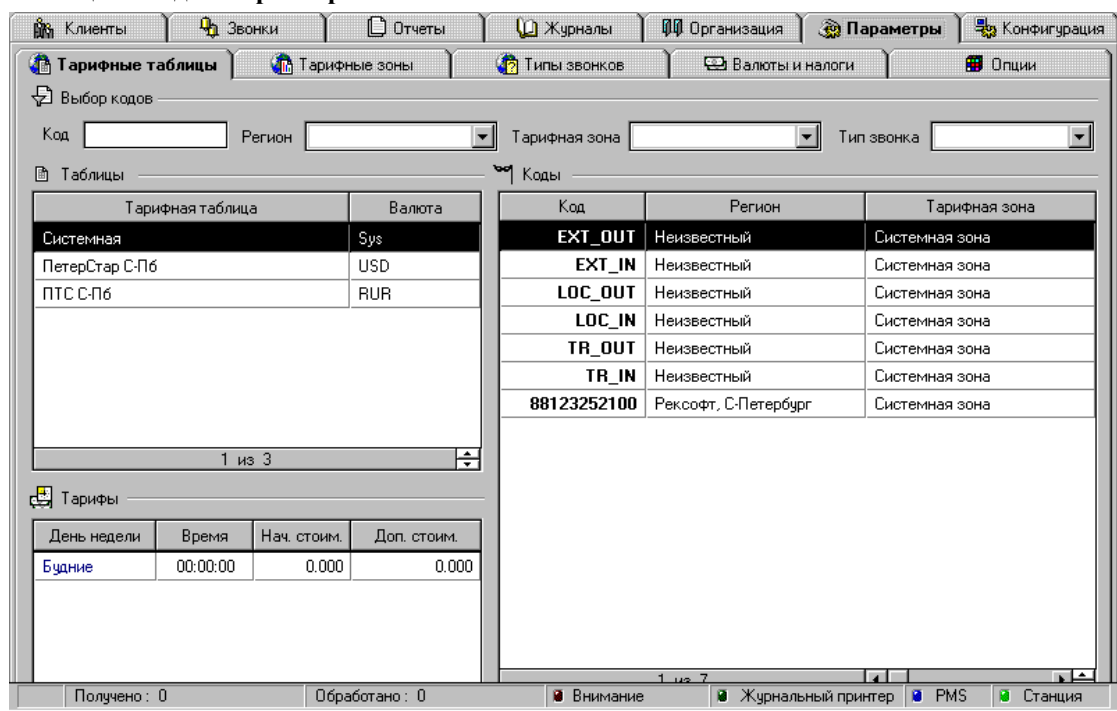 Клиенты Звонки Отчеты Журналы Организация Параметры Конфигурация
Тарифные таблицы Тарифные зоны Типы звонков Валюты и налоги Опции
Выбор кодов
Код Регион Тарифная зона Тип звонка
Таблицы
Тарифная таблица Валюта
Системная Sys
ПетерСтар С-Пб USD
ПТС С-Пб RUR
1 из 3
Коды
Код Регион Тарифная зона
EXT_OUT Неизвестный Системная зона
EXT_IN Неизвестный Системная зона
LOC_OUT Неизвестный Системная зона
LOC_IN Неизвестный Системная зона
TR_OUT Неизвестный Системная зона
TR_IN Неизвестный Системная зона
88123252100 Рексофт, С-Петербург Системная зона
1 из 7
Тарифы
День недели Время Нач. стоим. Доп. стоим.
Будние 00:00:00 0.000 0.000
Получено : 0 Обработано : 0 Внимание Журнальный принтер PMS Станция